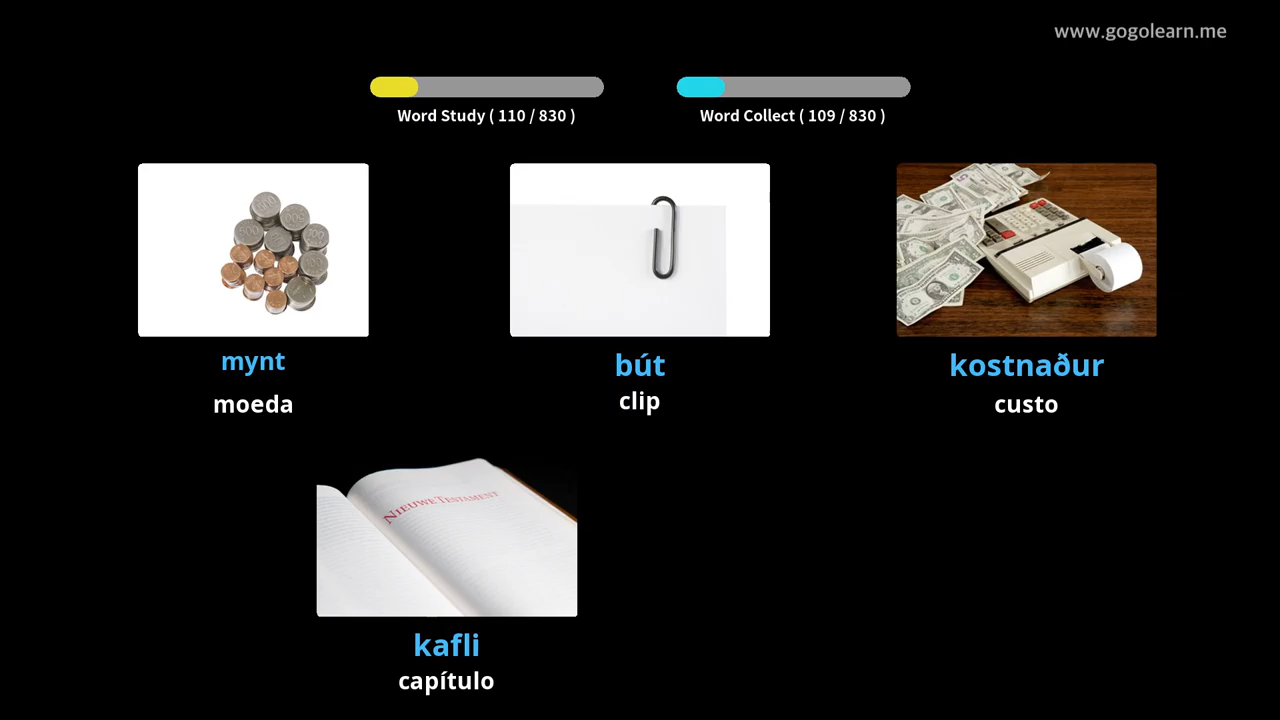 www.gogolearn.me
Word Study ( 110 / 830 )
Word Collect ( 109 / 830 )
mynt
moeda
bút
clip
kostnaður
custo
NIEUWE TESTAMENT
kafli
capítulo